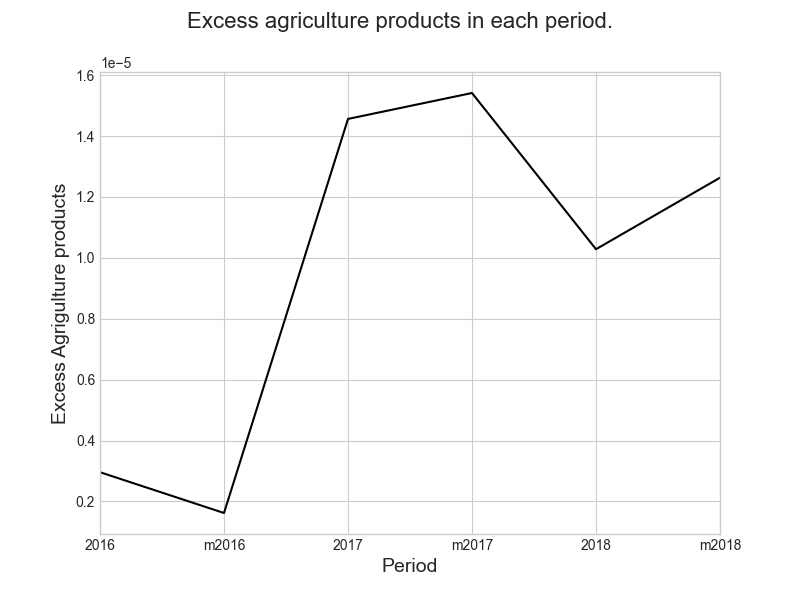 Excess agriculture products in each period.
1e−5
1.6
1.4
1.2
1.0
0.8
0.6
0.4
0.2
Excess Agrigulture products
2016 m2016 2017 m2017 2018 m2018
Period